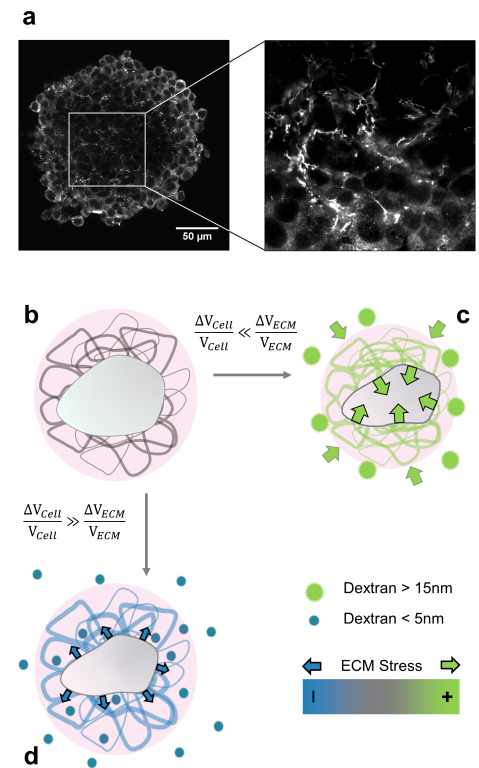 a
50 μm
b
ΔV_Cell / V_Cell ≪ ΔV_ECM / V_ECM
c
ΔV_Cell / V_Cell ≫ ΔV_ECM / V_ECM
Dextran > 15nm
Dextran < 5nm
ECM Stress
- +
d